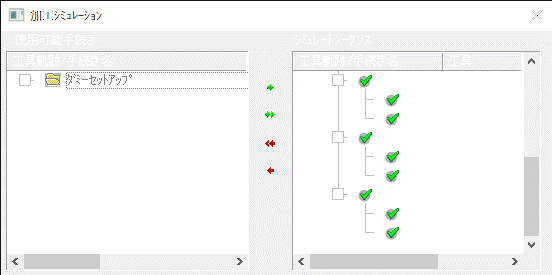 加工シミュレーション
使用可能手続き
シミュレートシーケンス
工具軌跡/手続き名
工具軌跡/手続き名 工具
ダミーセットアップ